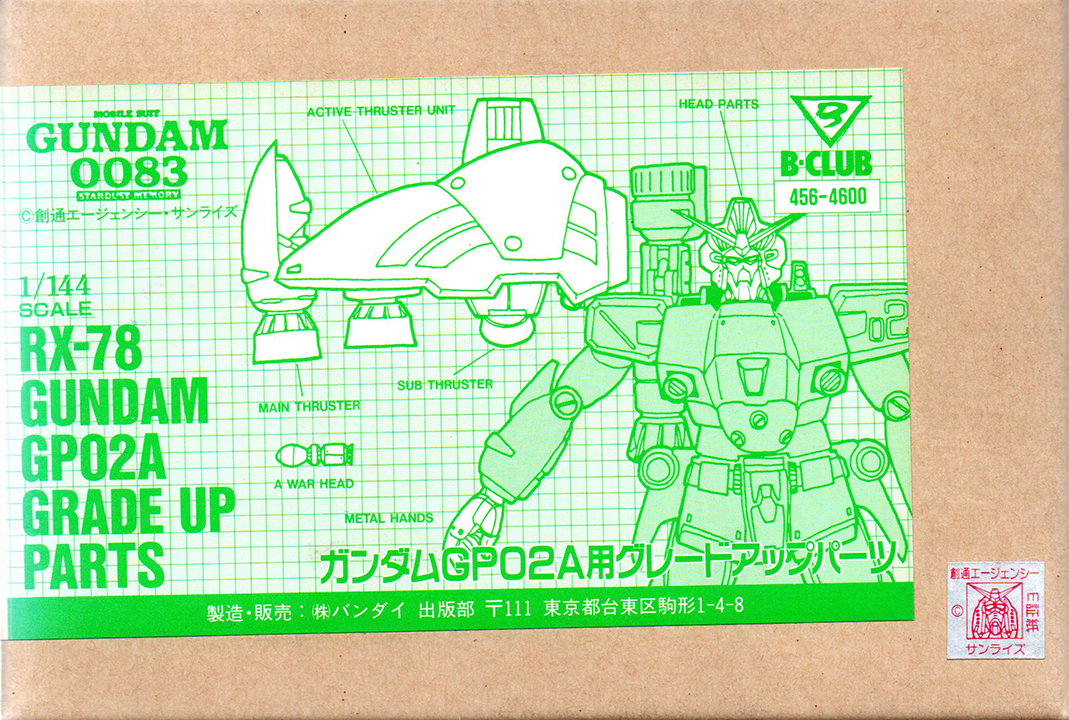 MOBILE SUIT
GUNDAM
0083
STARDUST MEMORY
©創通エージェンシー・サンライズ
1/144
SCALE
RX-78
GUNDAM
GP02A
GRADE UP
PARTS
ACTIVE THRUSTER UNIT
HEAD PARTS
B·CLUB
456-4600
SUB THRUSTER
MAIN THRUSTER
A WAR HEAD
METAL HANDS
02
ガンダムGP02A用グレードアップパーツ
製造・販売：㈱バンダイ 出版部 〒111 東京都台東区駒形1-4-8
創通エージェンシー
©
E証紙
サンライズ